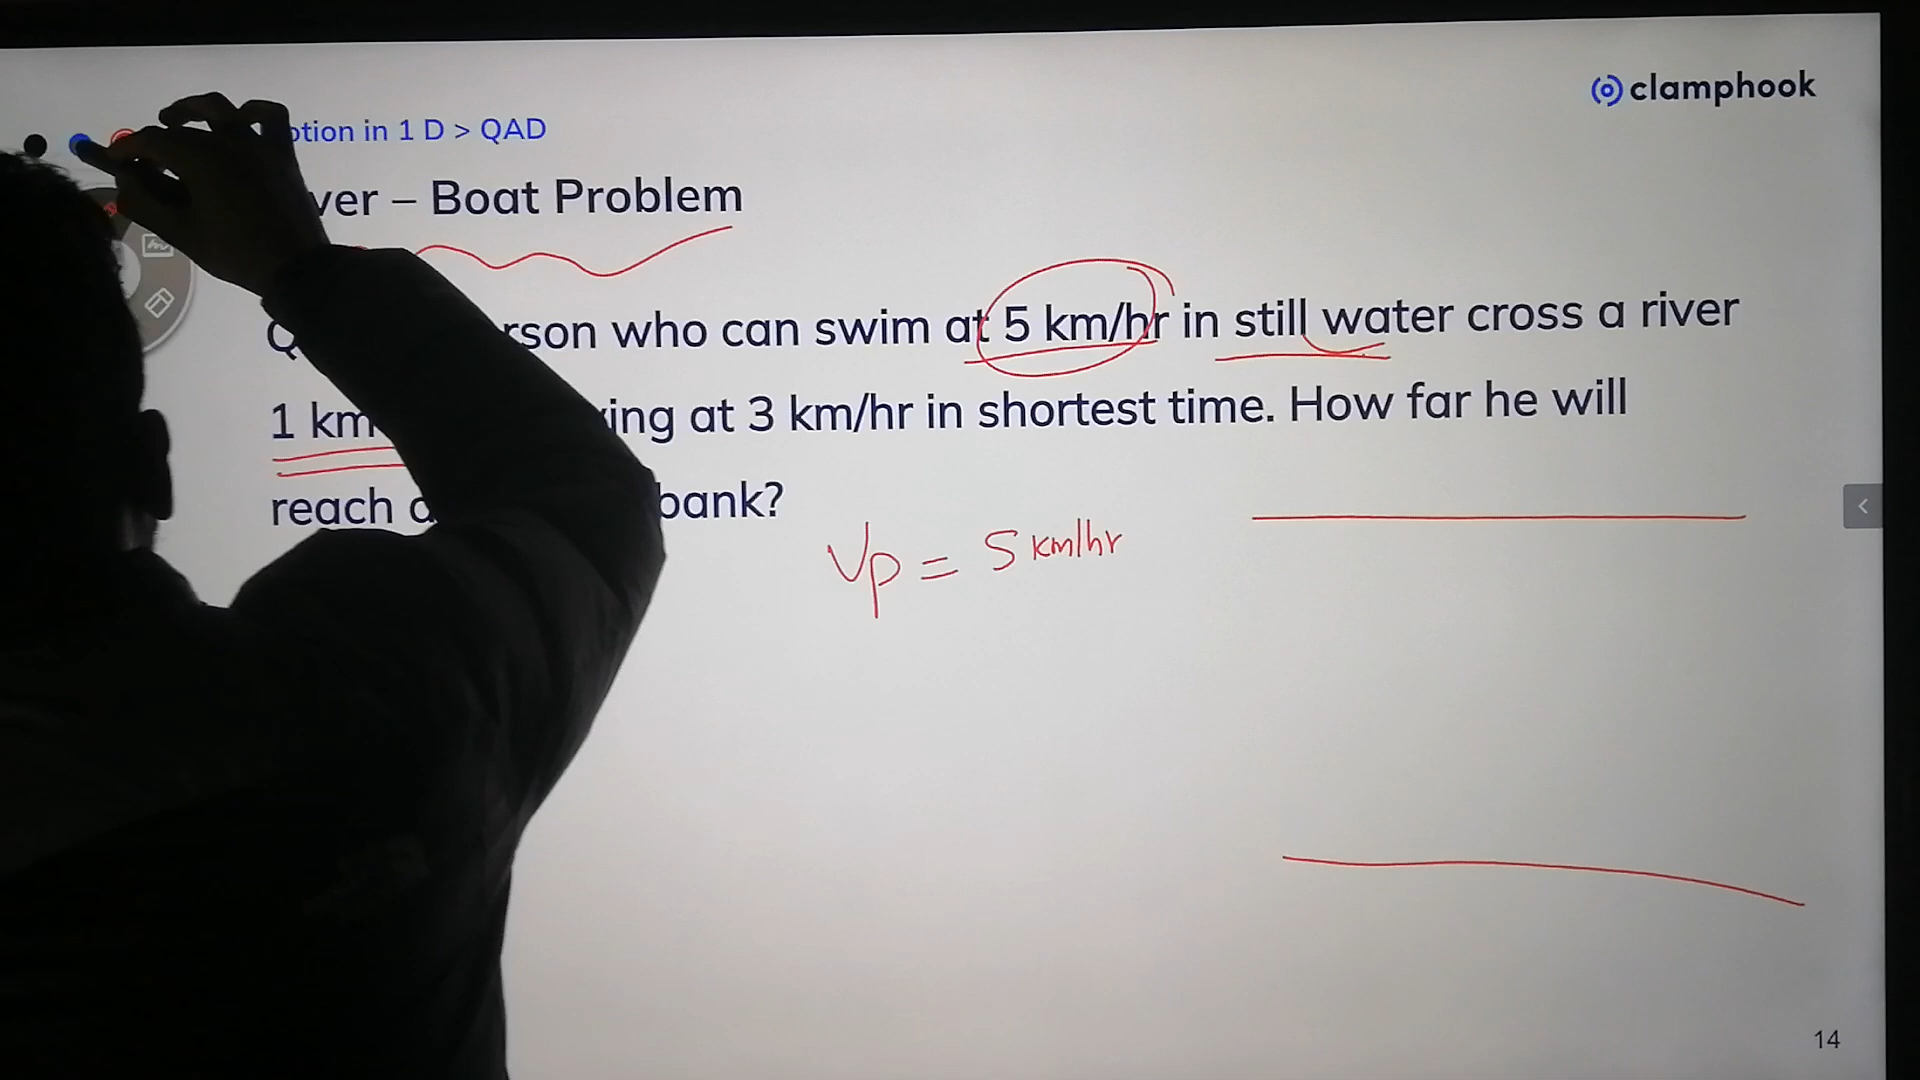 clamphook
otion in 1 D > QAD
ver – Boat Problem
Q rson who can swim at 5 km/hr in still water cross a river
1 km ing at 3 km/hr in shortest time. How far he will
reach bank?
Vp = 5 km/hr
14